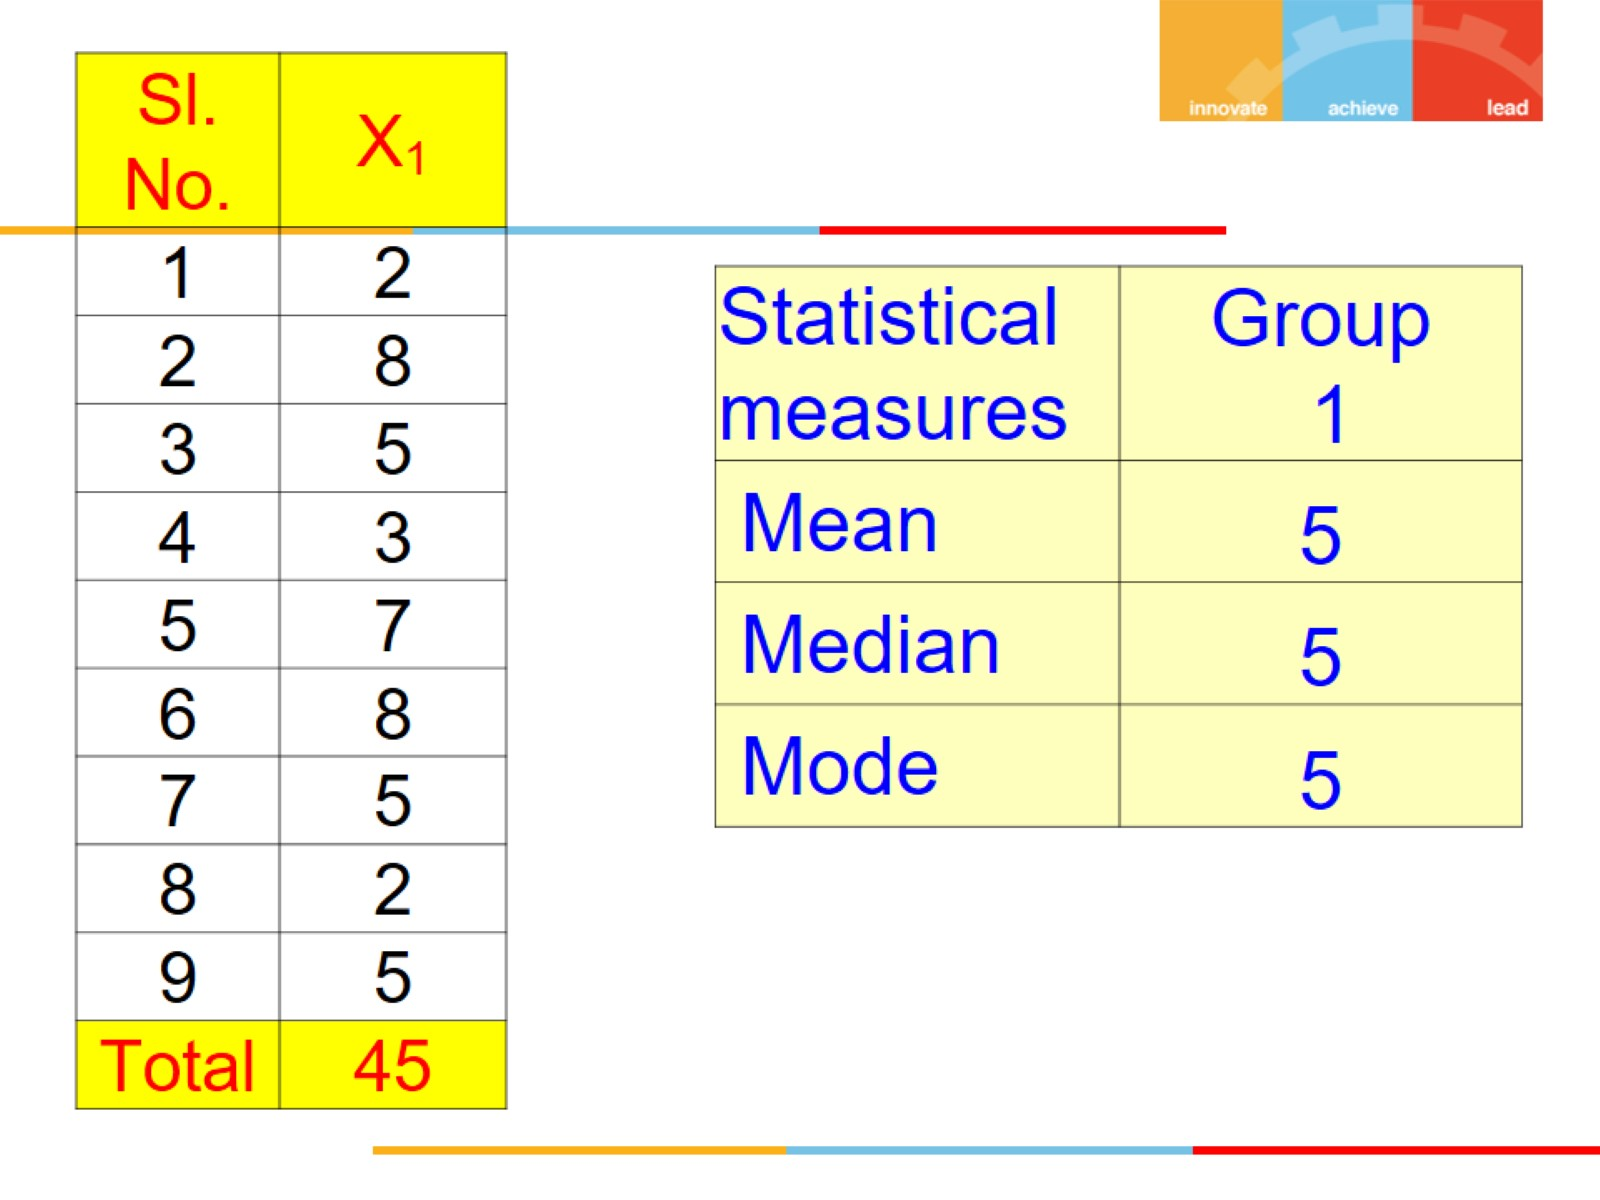 innovate achieve lead
Sl. No. X₁
1 2
2 8
3 5
4 3
5 7
6 8
7 5
8 2
9 5
Total 45
Statistical measures Group 1
Mean 5
Median 5
Mode 5